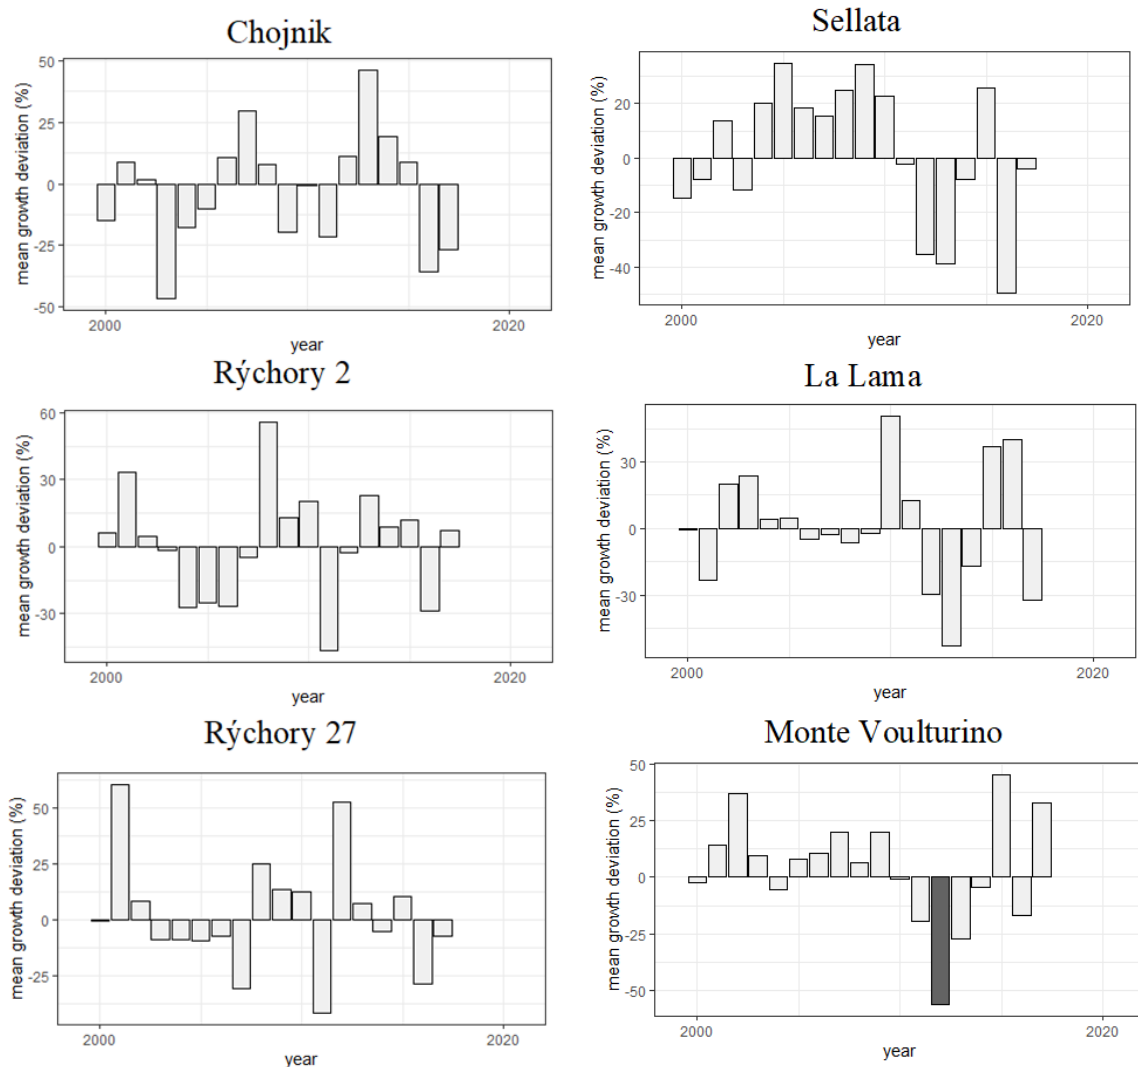 Chojnik
mean growth deviation (%)
50
25
0
-25
-50
2000
2020
year
Sellata
mean growth deviation (%)
20
0
-20
-40
2000
2020
year
Rýchory 2
mean growth deviation (%)
60
30
0
-30
2000
2020
year
La Lama
mean growth deviation (%)
30
0
-30
2000
2020
year
Rýchory 27
mean growth deviation (%)
50
25
0
-25
2000
2020
year
Monte Voulturino
mean growth deviation (%)
50
25
0
-25
-50
2000
2020
year